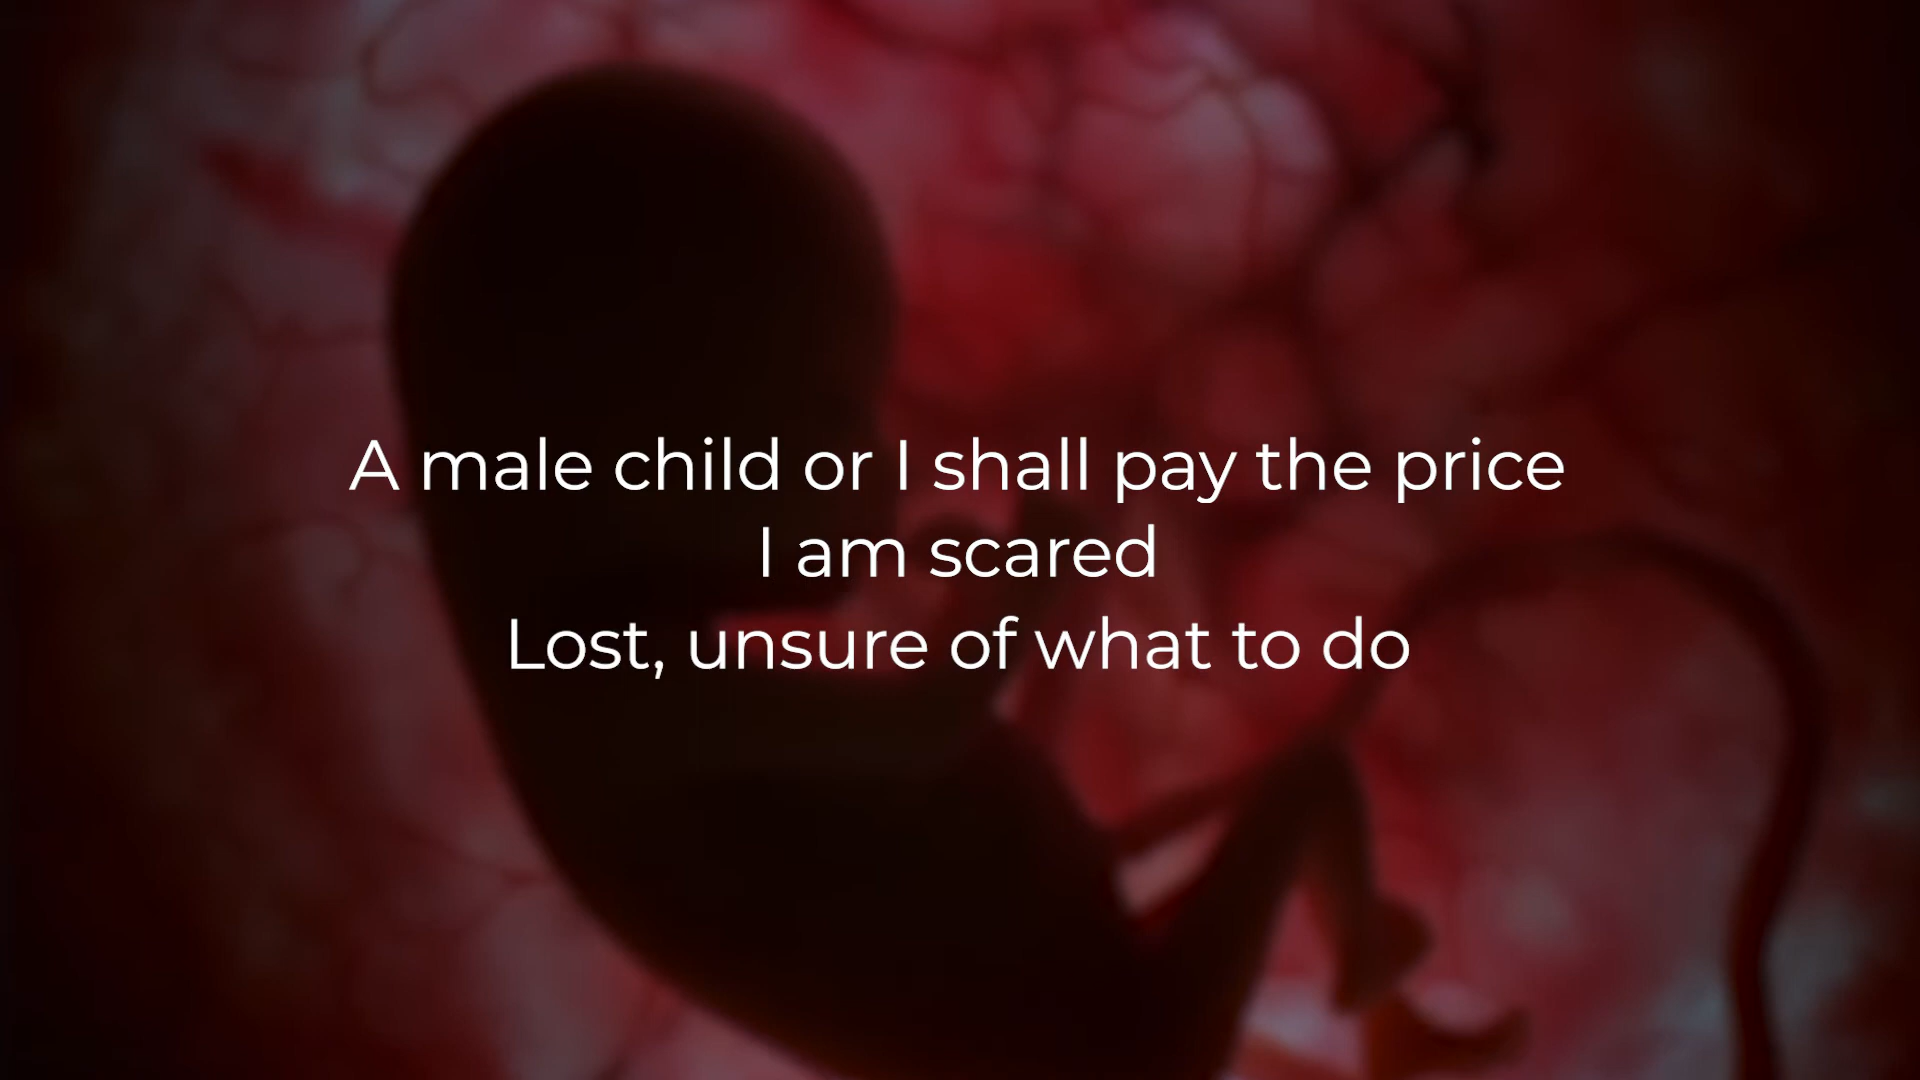 A male child or I shall pay the price
I am scared
Lost, unsure of what to do